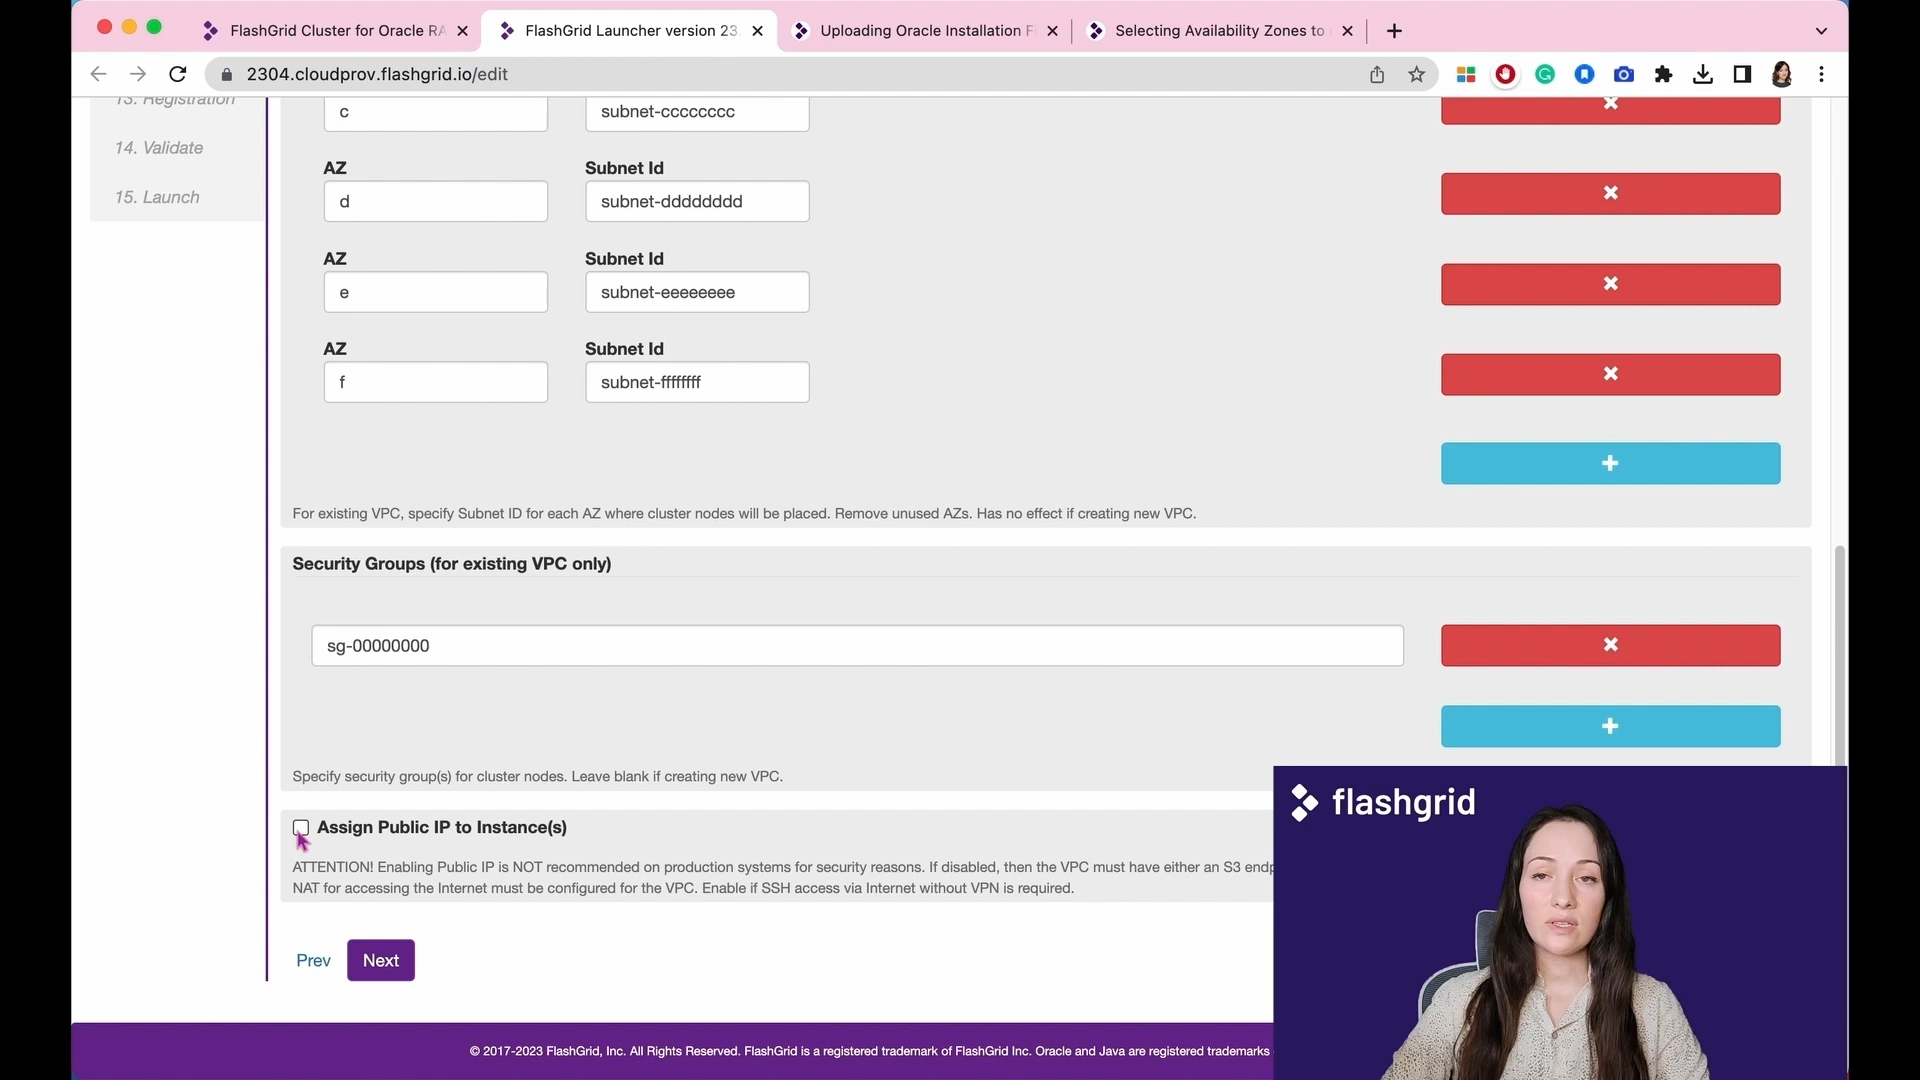 FlashGrid Cluster for Oracle RA
FlashGrid Launcher version 23
Uploading Oracle Installation F
Selecting Availability Zones to
2304.cloudprov.flashgrid.io/edit
13. Registration
14. Validate
15. Launch
c
subnet-cccccccc
AZ
Subnet Id
d
subnet-dddddddd
AZ
Subnet Id
e
subnet-eeeeeeee
AZ
Subnet Id
f
subnet-ffffffff
For existing VPC, specify Subnet ID for each AZ where cluster nodes will be placed. Remove unused AZs. Has no effect if creating new VPC.
Security Groups (for existing VPC only)
sg-00000000
Specify security group(s) for cluster nodes. Leave blank if creating new VPC.
Assign Public IP to Instance(s)
ATTENTION! Enabling Public IP is NOT recommended on production systems for security reasons. If disabled, then the VPC must have either an S3 endp
NAT for accessing the Internet must be configured for the VPC. Enable if SSH access via Internet without VPN is required.
Prev
Next
© 2017-2023 FlashGrid, Inc. All Rights Reserved. FlashGrid is a registered trademark of FlashGrid Inc. Oracle and Java are registered trademarks
flashgrid